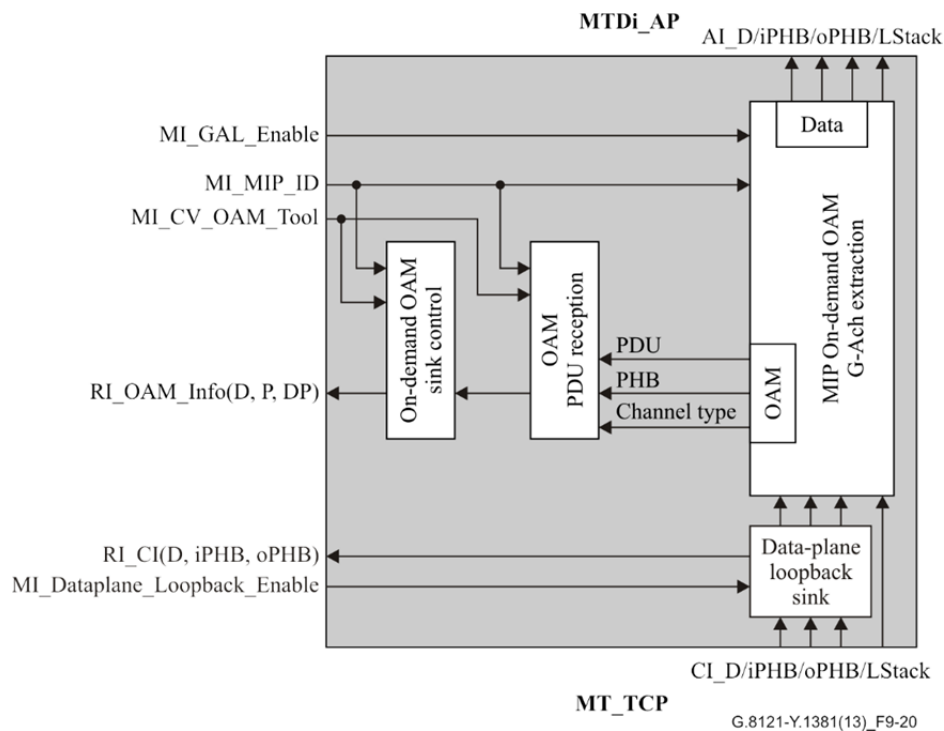 MTDi_AP
AI_D/iPHB/oPHB/LStack
MI_GAL_Enable
Data
MI_MIP_ID
MI_CV_OAM_Tool
On-demand OAM
sink control
OAM
PDU reception
MIP On-demand OAM
G-Ach extraction
PDU
PHB
Channel type
OAM
RI_OAM_Info(D, P, DP)
RI_CI(D, iPHB, oPHB)
MI_Dataplane_Loopback_Enable
Data-plane
loopback
sink
CI_D/iPHB/oPHB/LStack
MT_TCP
G.8121-Y.1381(13)_F9-20